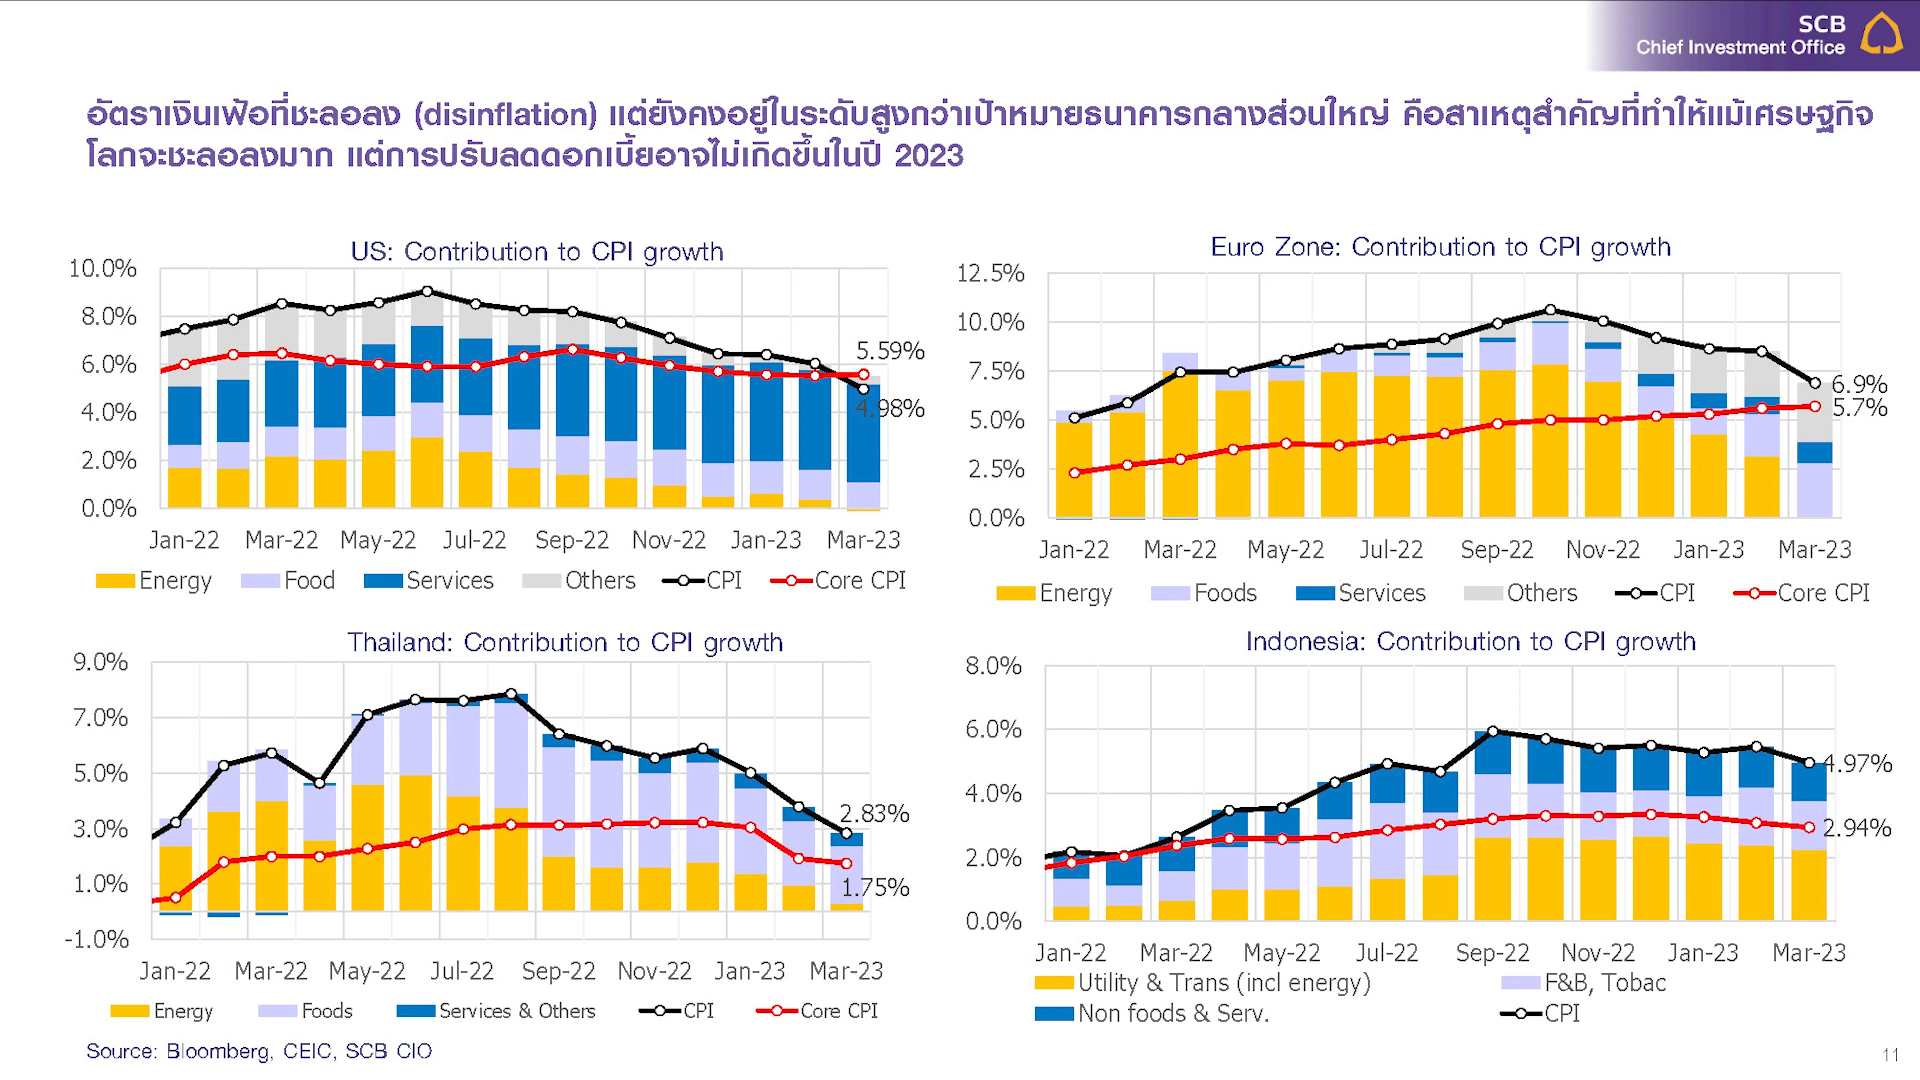 SCB
Chief Investment Office
อัตราเงินเฟ้อที่ชะลอลง (disinflation) แต่ยังคงอยู่ในระดับสูงกว่าเป้าหมายธนาคารกลางส่วนใหญ่ คือสาเหตุสำคัญที่ทำให้แม้เศรษฐกิจ
โลกจะชะลอลงมาก แต่การปรับลดดอกเบี้ยอาจไม่เกิดขึ้นในปี 2023
US: Contribution to CPI growth
10.0%
8.0%
6.0%
4.0%
2.0%
0.0%
5.59%
4.98%
Jan-22 Mar-22 May-22 Jul-22 Sep-22 Nov-22 Jan-23 Mar-23
Energy Food Services Others CPI Core CPI
Euro Zone: Contribution to CPI growth
12.5%
10.0%
7.5%
5.0%
2.5%
0.0%
6.9%
5.7%
Jan-22 Mar-22 May-22 Jul-22 Sep-22 Nov-22 Jan-23 Mar-23
Energy Foods Services Others CPI Core CPI
Thailand: Contribution to CPI growth
9.0%
7.0%
5.0%
3.0%
1.0%
-1.0%
2.83%
1.75%
Jan-22 Mar-22 May-22 Jul-22 Sep-22 Nov-22 Jan-23 Mar-23
Energy Foods Services & Others CPI Core CPI
Indonesia: Contribution to CPI growth
8.0%
6.0%
4.0%
2.0%
0.0%
4.97%
2.94%
Jan-22 Mar-22 May-22 Jul-22 Sep-22 Nov-22 Jan-23 Mar-23
Utility & Trans (incl energy) F&B, Tobac
Non foods & Serv. CPI
Source: Bloomberg, CEIC, SCB CIO
11